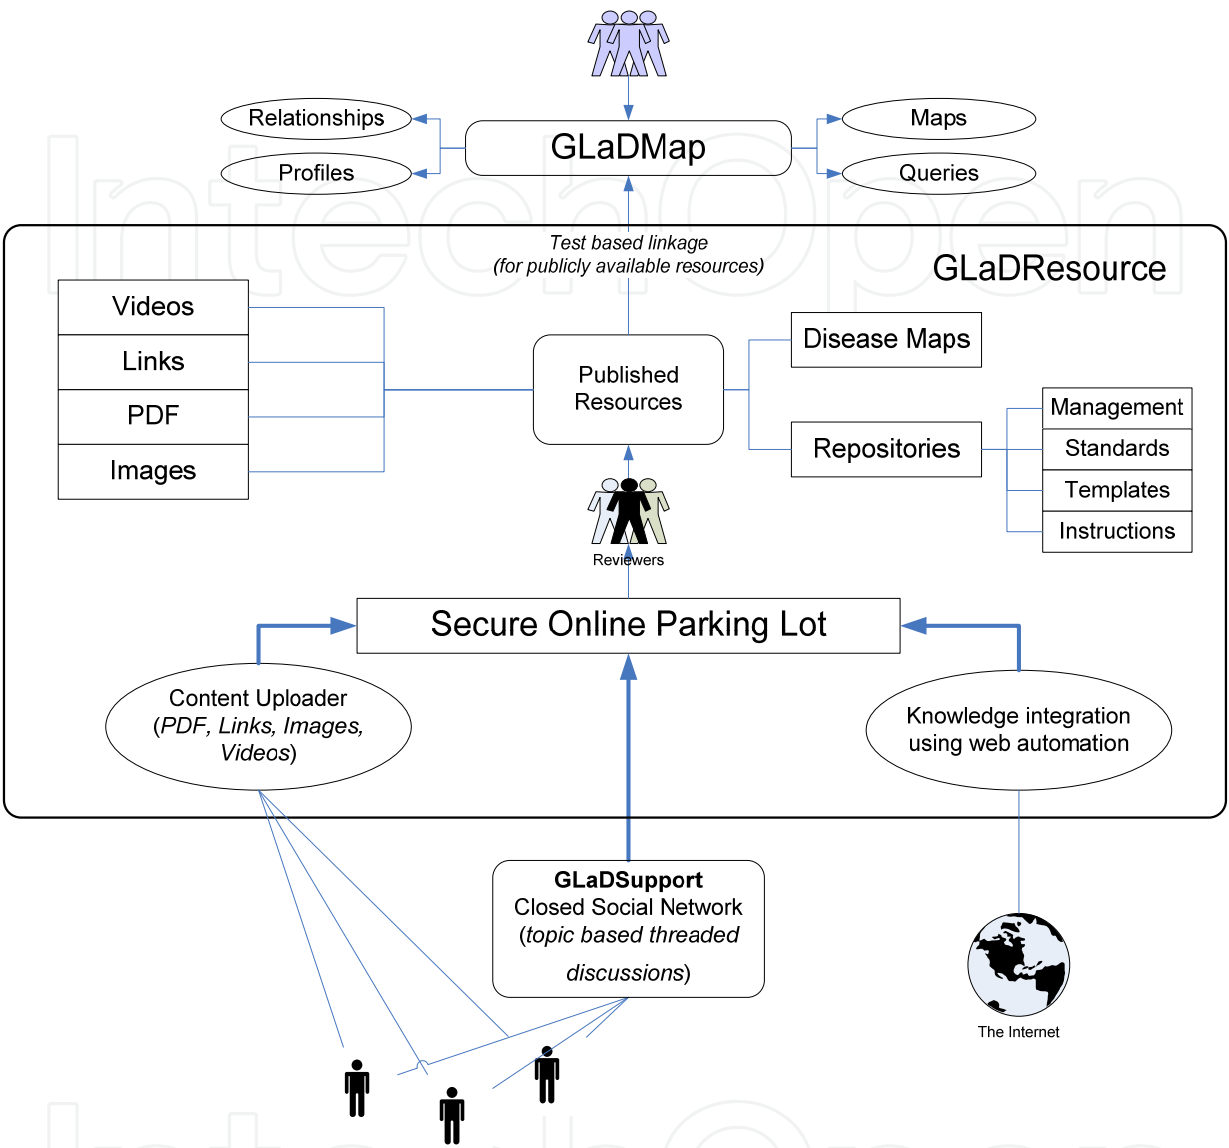 Relationships
Profiles
GLaDMap
Maps
Queries
Test based linkage
(for publicly available resources)
GLaDResource
Videos
Links
PDF
Images
Published
Resources
Disease Maps
Repositories
Management
Standards
Templates
Instructions
Reviewers
Secure Online Parking Lot
Content Uploader
(PDF, Links, Images,
Videos)
Knowledge integration
using web automation
GLaDSupport
Closed Social Network
(topic based threaded
discussions)
The Internet
IntechOpen
IntechOpen